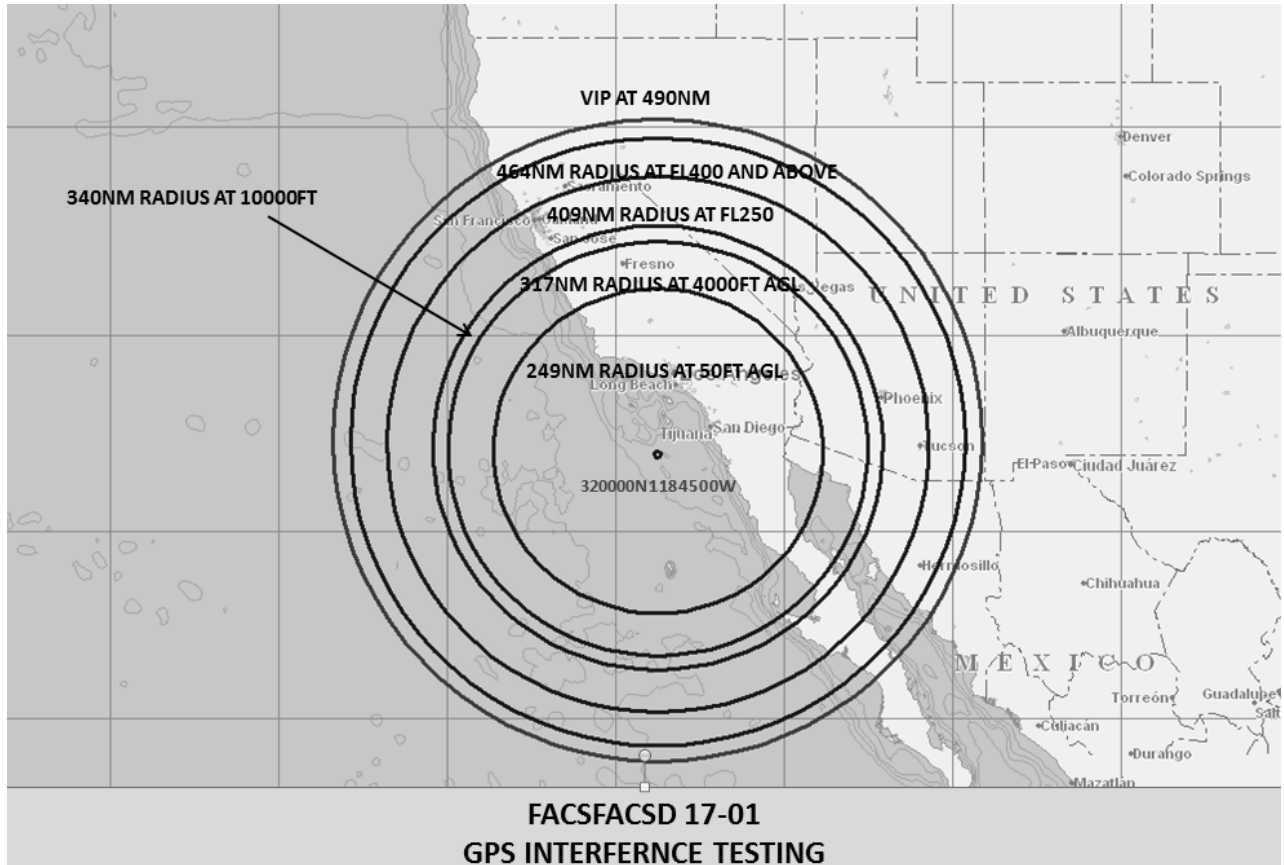 VIP AT 490NM
Denver
464NM RADIUS AT FL400 AND ABOVE
Colorado Springs
Sacramento
340NM RADIUS AT 10000FT
409NM RADIUS AT FL250
San Francisco
San Jose
Fresno
317NM RADIUS AT 4000FT AGL
Vegas
UNITED STATES
Albuquerque
249NM RADIUS AT 50FT AGL
Los Angeles
Long Beach
Phoenix
San Diego
Tijuana
Tucson
El Paso
Ciudad Juárez
320000N1184500W
Hermosillo
Chihuahua
MEXICO
Torreón
Guadalupe
Salt
Culiacán
Durango
Mazatlán
FACSFACSD 17-01
GPS INTERFERNCE TESTING